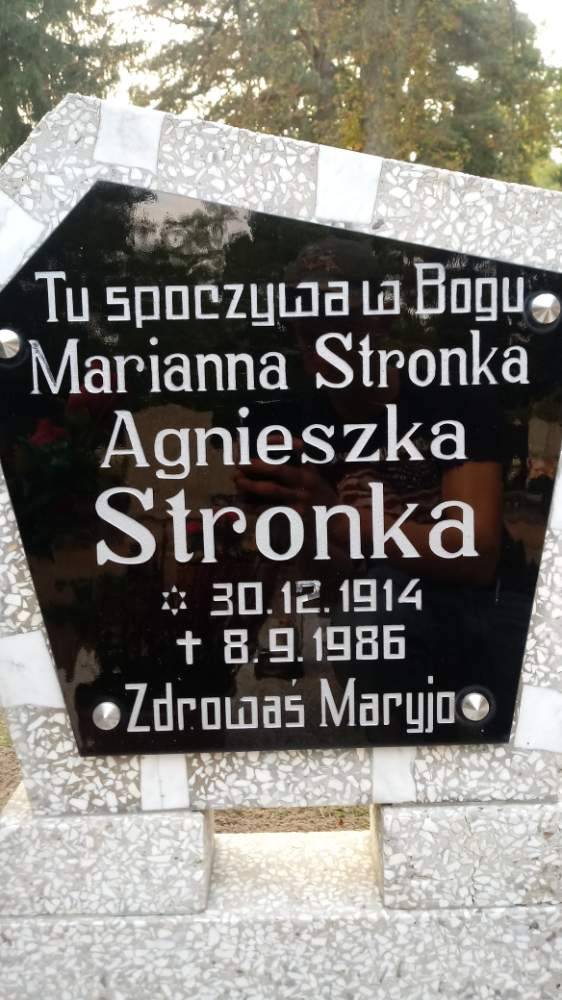 Tu spoczywa w Bogu
Marianna Stronka
Agnieszka
Stronka
✡ 30.12.1914
✝ 8.9.1986
Zdrowaś Maryjo